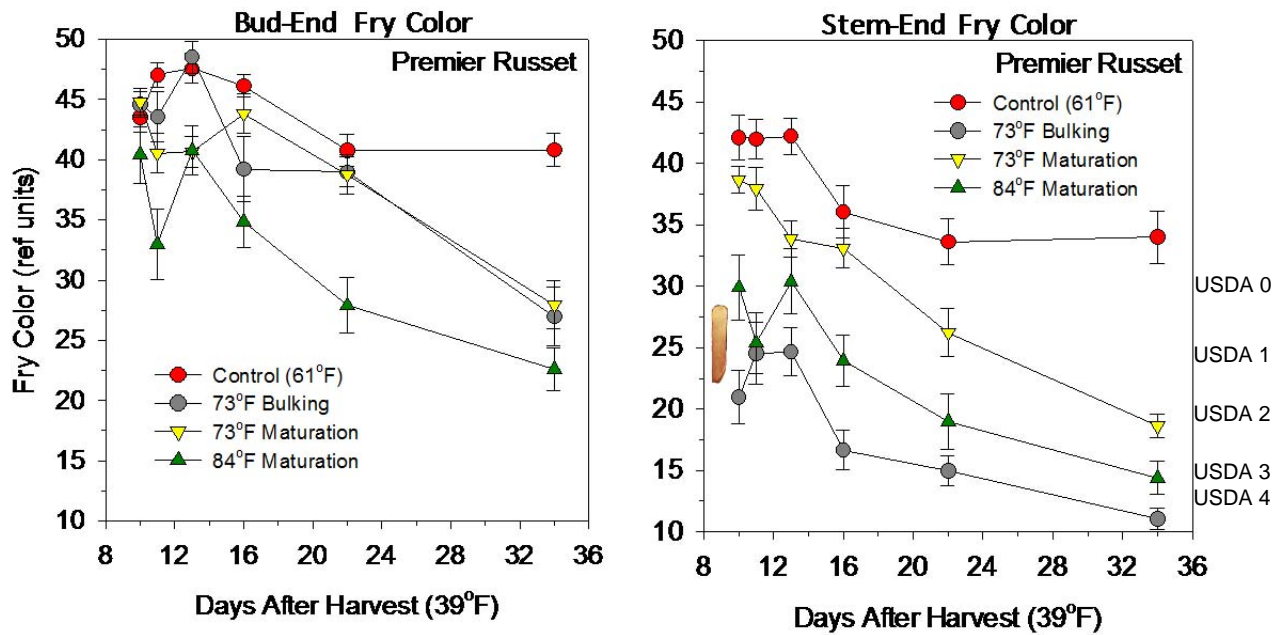 Bud-End Fry Color
Premier Russet
Fry Color (ref units)
50
45
40
35
30
25
20
15
10
Control (61°F)
73°F Bulking
73°F Maturation
84°F Maturation
8 12 16 20 24 28 32 36
Days After Harvest (39°F)
Stem-End Fry Color
Premier Russet
50
45
40
35
30
25
20
15
10
Control (61°F)
73°F Bulking
73°F Maturation
84°F Maturation
USDA 0
USDA 1
USDA 2
USDA 3
USDA 4
8 12 16 20 24 28 32 36
Days After Harvest (39°F)